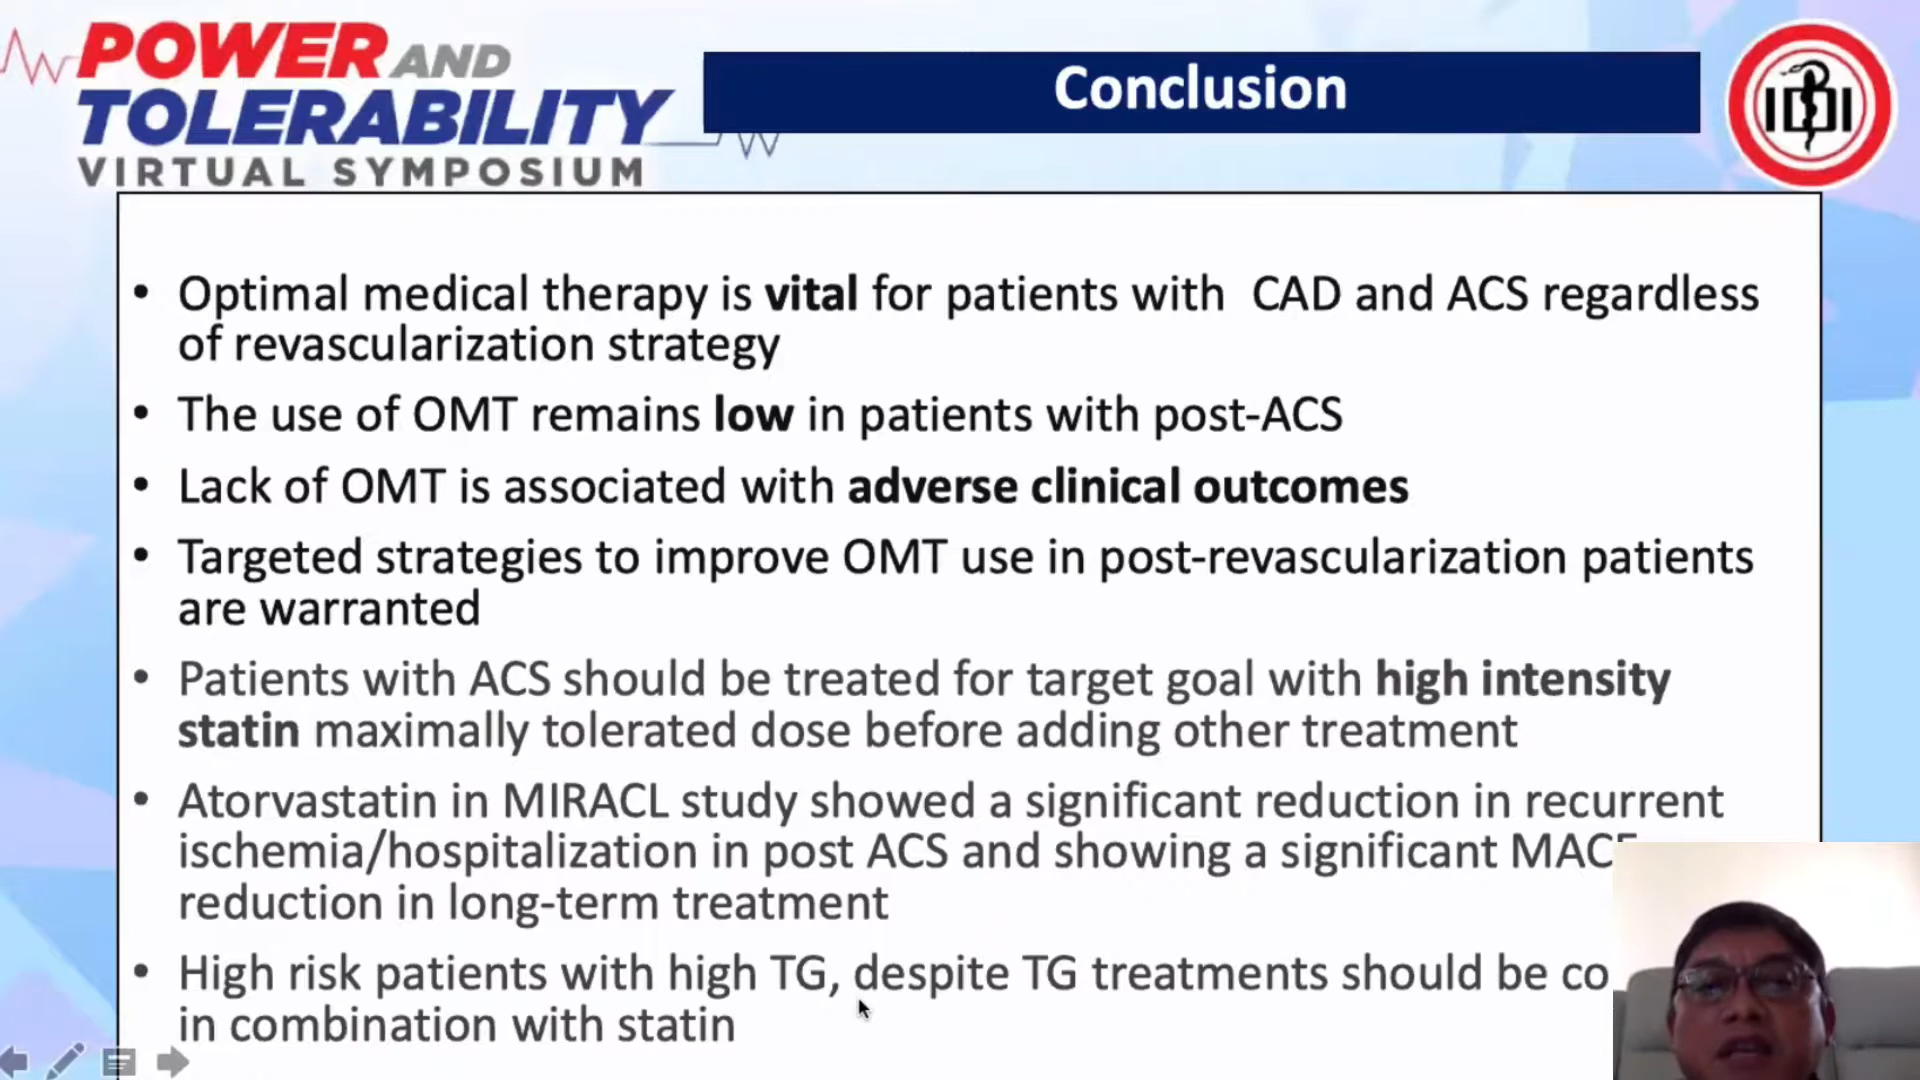 POWER AND
TOLERABILITY
VIRTUAL SYMPOSIUM
Conclusion
IDI
• Optimal medical therapy is vital for patients with CAD and ACS regardless
of revascularization strategy
• The use of OMT remains low in patients with post-ACS
• Lack of OMT is associated with adverse clinical outcomes
• Targeted strategies to improve OMT use in post-revascularization patients
are warranted
• Patients with ACS should be treated for target goal with high intensity
statin maximally tolerated dose before adding other treatment
• Atorvastatin in MIRACL study showed a significant reduction in recurrent
ischemia/hospitalization in post ACS and showing a significant MACE
reduction in long-term treatment
• High risk patients with high TG, despite TG treatments should be
in combination with statin